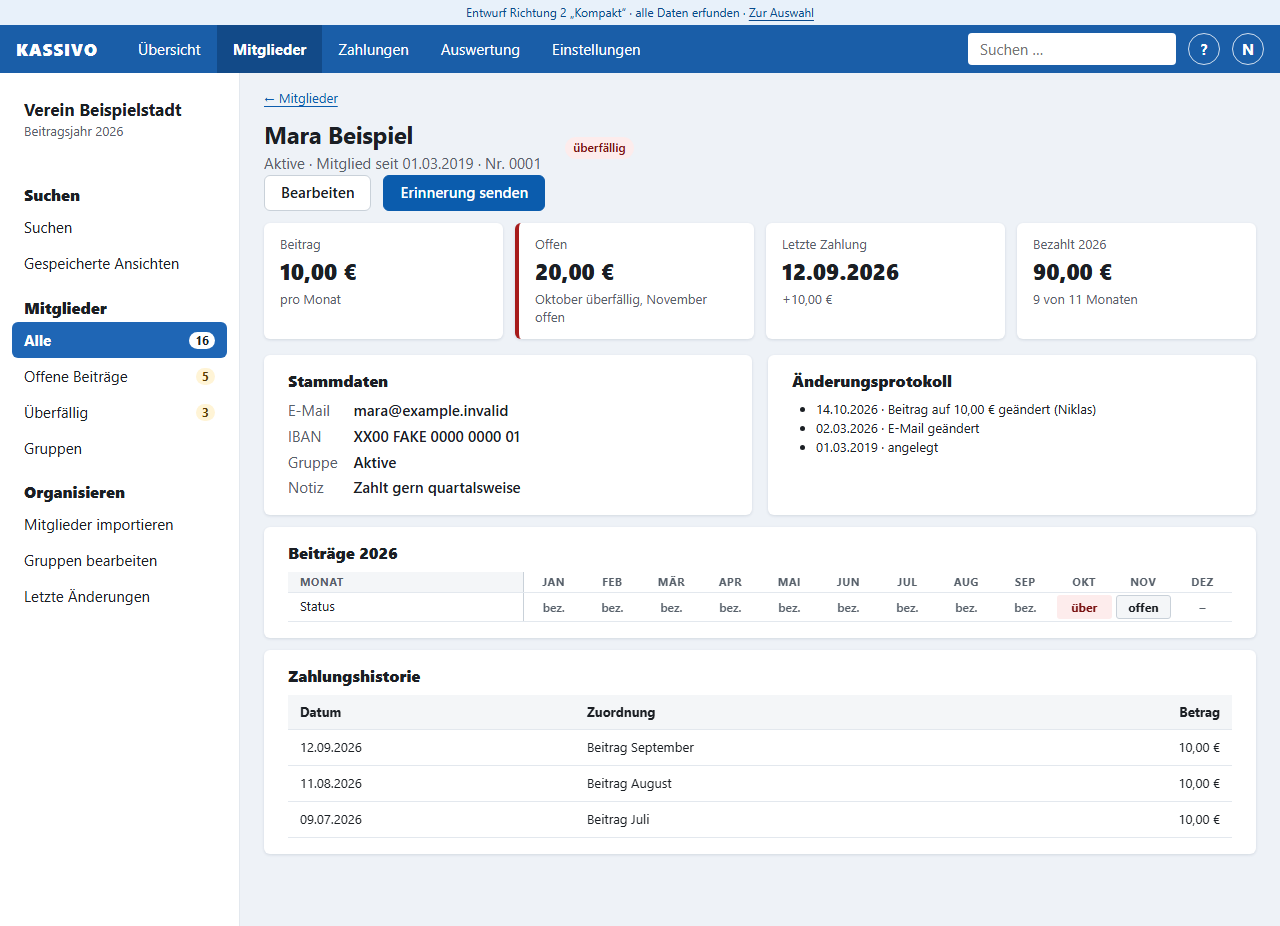 Entwurf Richtung 2 „Kompakt“ · alle Daten erfunden · Zur Auswahl
KASSIVO Übersicht Mitglieder Zahlungen Auswertung Einstellungen Suchen … ? N
Verein Beispielstadt
Beitragsjahr 2026
Suchen
Suchen
Gespeicherte Ansichten
Mitglieder
Alle 16
Offene Beiträge 5
Überfällig 3
Gruppen
Organisieren
Mitglieder importieren
Gruppen bearbeiten
Letzte Änderungen
← Mitglieder
Mara Beispiel
Aktive · Mitglied seit 01.03.2019 · Nr. 0001
überfällig
Bearbeiten Erinnerung senden
Beitrag
10,00 €
pro Monat
Offen
20,00 €
Oktober überfällig, November
offen
Letzte Zahlung
12.09.2026
+10,00 €
Bezahlt 2026
90,00 €
9 von 11 Monaten
Stammdaten
E-Mail mara@example.invalid
IBAN XX00 FAKE 0000 0000 01
Gruppe Aktive
Notiz Zahlt gern quartalsweise
Änderungsprotokoll
• 14.10.2026 · Beitrag auf 10,00 € geändert (Niklas)
• 02.03.2026 · E-Mail geändert
• 01.03.2019 · angelegt
Beiträge 2026
MONAT JAN FEB MÄR APR MAI JUN JUL AUG SEP OKT NOV DEZ
Status bez. bez. bez. bez. bez. bez. bez. bez. bez. über offen –
Zahlungshistorie
Datum Zuordnung Betrag
12.09.2026 Beitrag September 10,00 €
11.08.2026 Beitrag August 10,00 €
09.07.2026 Beitrag Juli 10,00 €